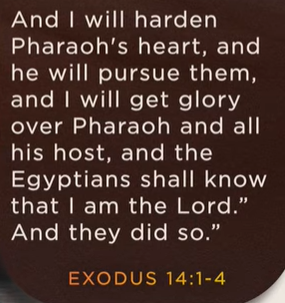 And I will harden
Pharaoh's heart, and
he will pursue them,
and I will get glory
over Pharaoh and all
his host, and the
Egyptians shall know
that I am the Lord.”
And they did so.”
EXODUS 14:1-4